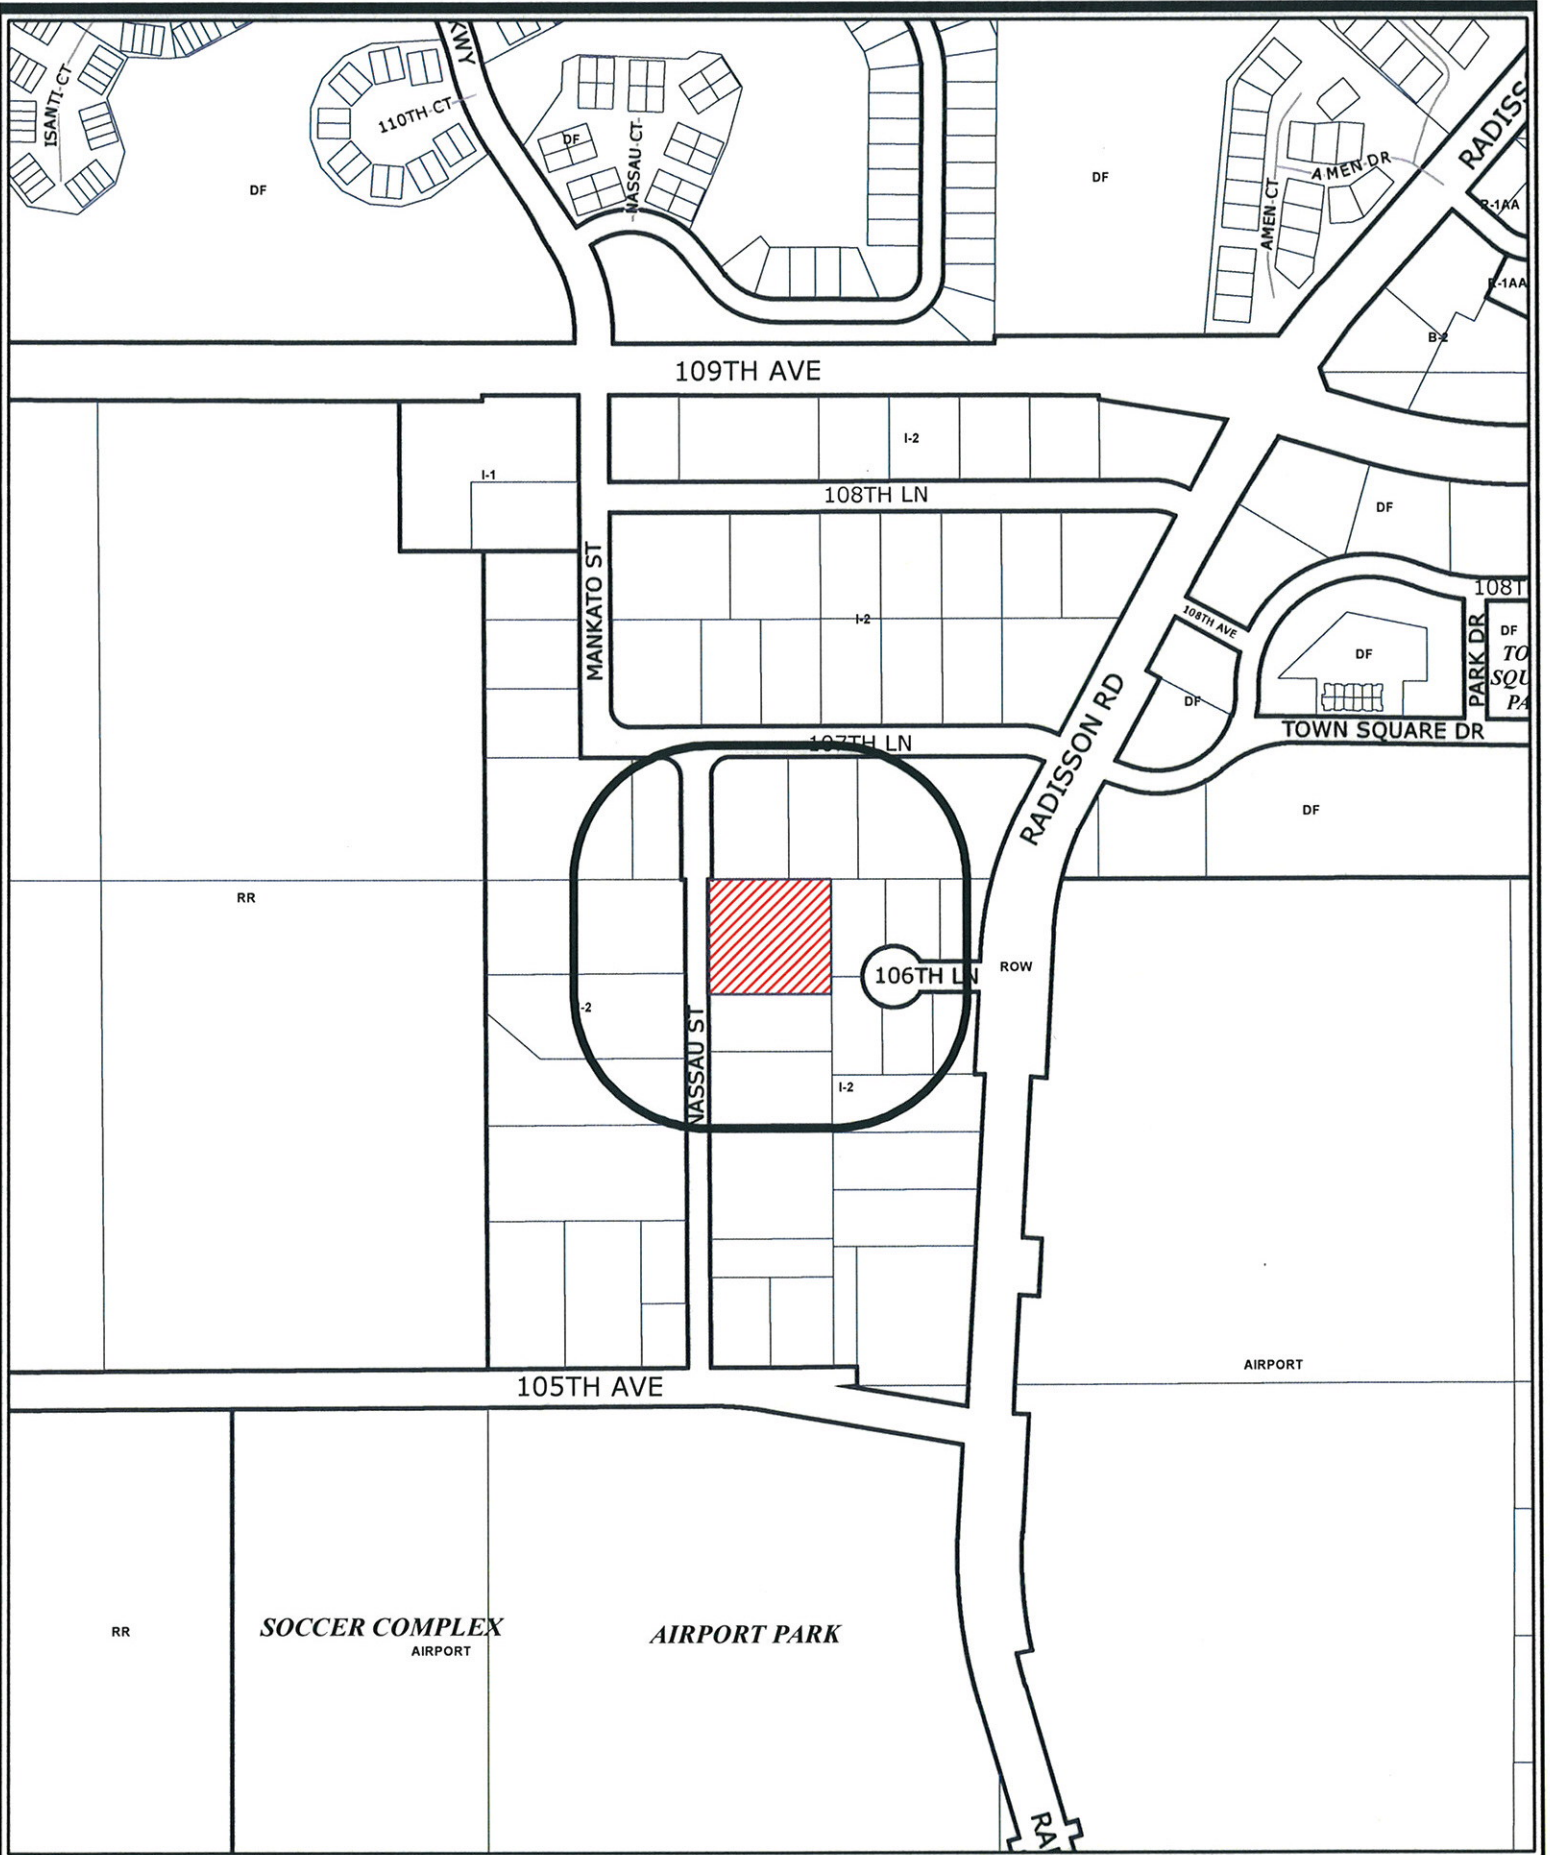 KWY
ISANTI CT
110TH CT
DF
NASSAU CT
DF
DF
AMEN DR
AMEN CT
RADISS
R-1AA
R-1AA
B-2
109TH AVE
I-2
I-1
108TH LN
DF
MANKATO ST
I-2
108T
108TH AVE
DF
PARK DR
DF
TO
SQU
PA
DF
TOWN SQUARE DR
107TH LN
RADISSON RD
DF
RR
106TH LN
ROW
I-2
NASSAU ST
I-2
AIRPORT
105TH AVE
RR
SOCCER COMPLEX
AIRPORT
AIRPORT PARK
RA